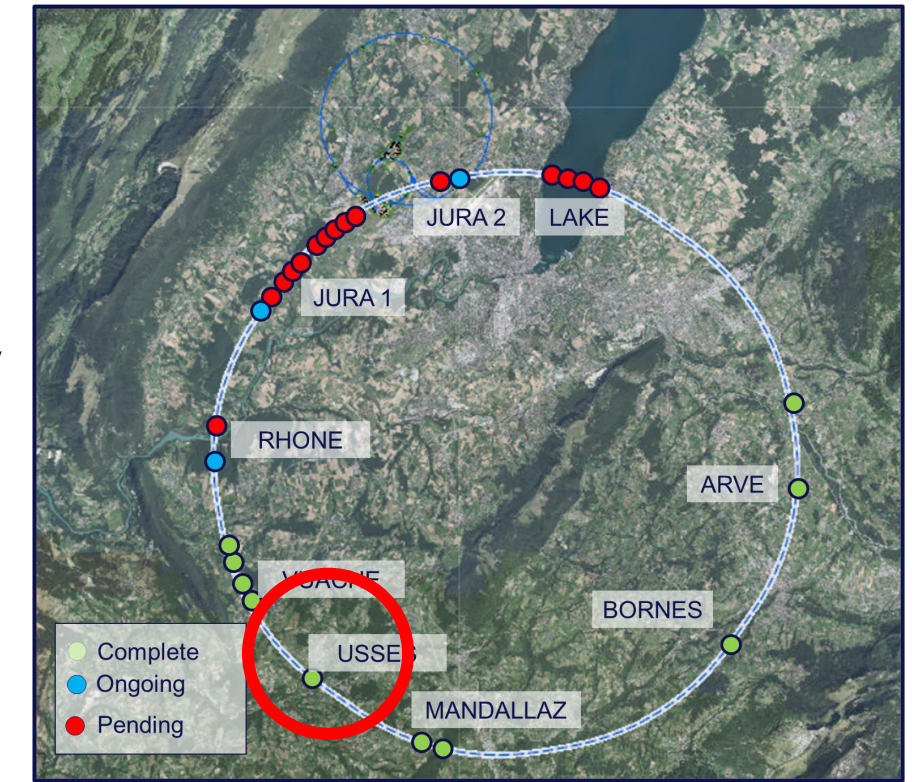 JURA 2
LAKE
JURA 1
RHONE
ARVE
VUACHE
BORNES
USSES
MANDALLAZ
Complete
Ongoing
Pending